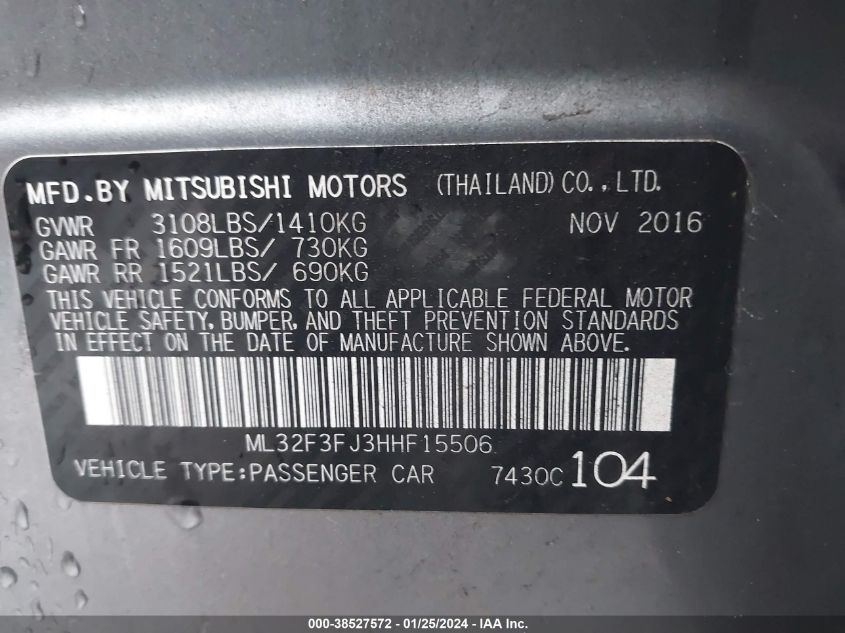 MFD.BY MITSUBISHI MOTORS (THAILAND) CO., LTD.
GVWR 3108LBS/1410KG NOV 2016
GAWR FR 1609LBS/ 730KG
GAWR RR 1521LBS/ 690KG
THIS VEHICLE CONFORMS TO ALL APPLICABLE FEDERAL MOTOR
VEHICLE SAFETY, BUMPER, AND THEFT PREVENTION STANDARDS
IN EFFECT ON THE DATE OF MANUFACTURE SHOWN ABOVE.
ML32F3FJ3HHF15506
VEHICLE TYPE:PASSENGER CAR 7430C 104
000-38527572 - 01/25/2024 - IAA Inc.